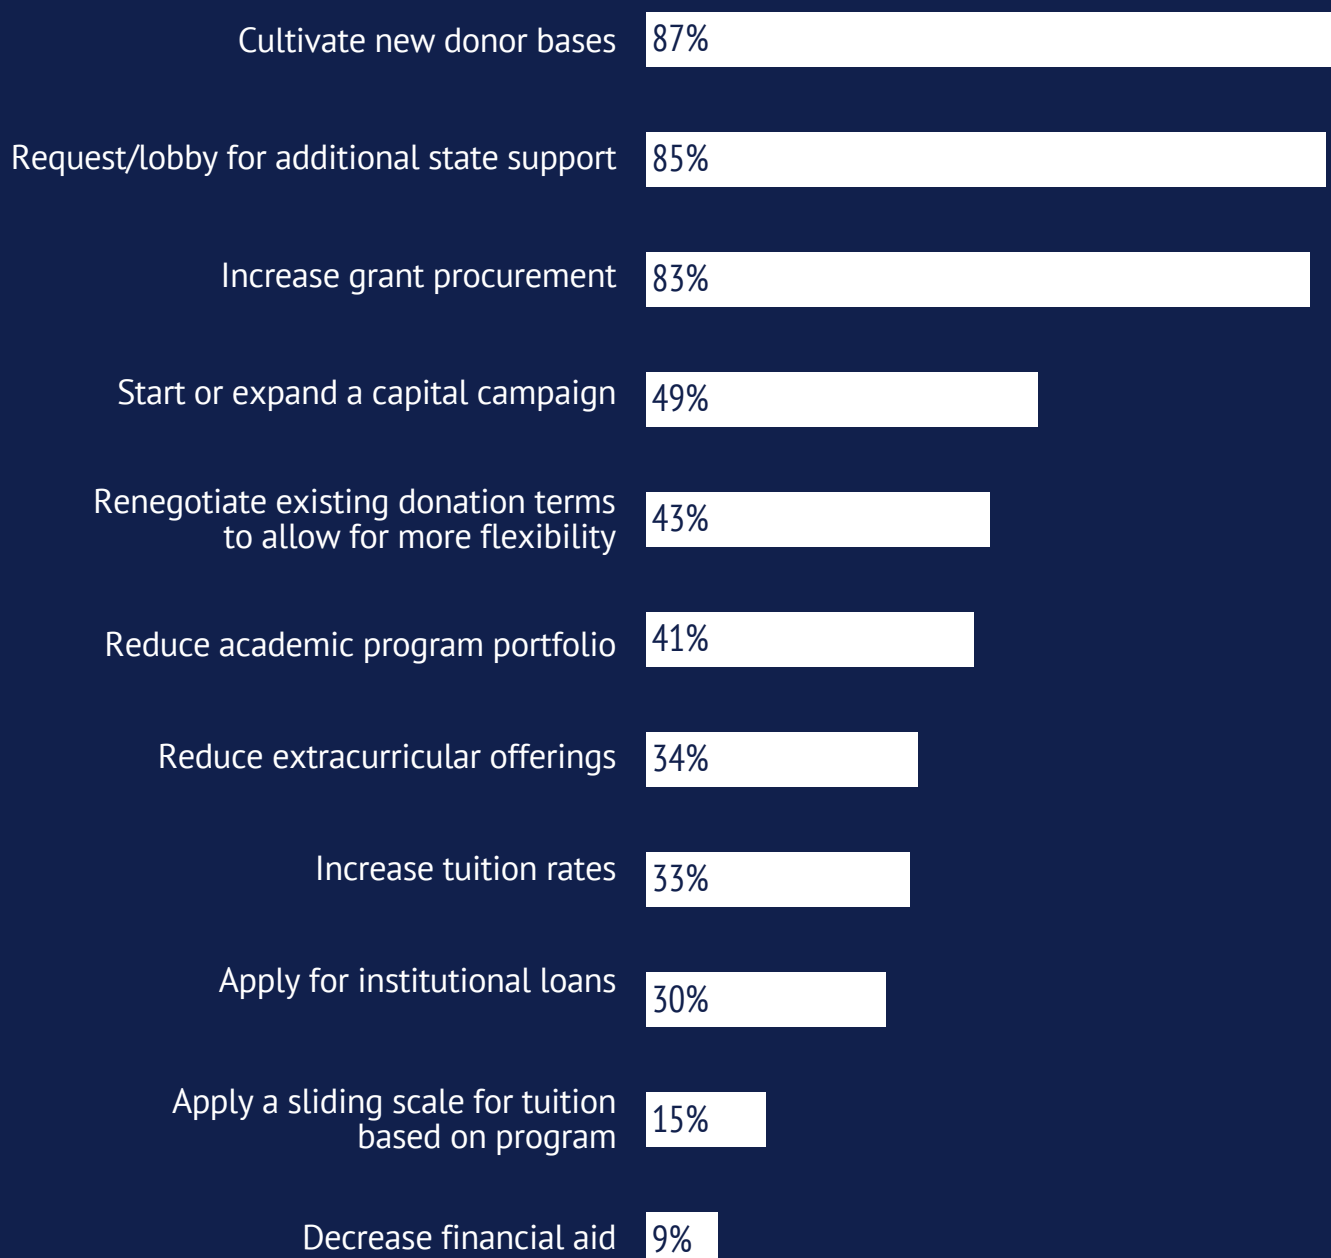 Cultivate new donor bases 87%
Request/lobby for additional state support 85%
Increase grant procurement 83%
Start or expand a capital campaign 49%
Renegotiate existing donation terms
to allow for more flexibility 43%
Reduce academic program portfolio 41%
Reduce extracurricular offerings 34%
Increase tuition rates 33%
Apply for institutional loans 30%
Apply a sliding scale for tuition
based on program 15%
Decrease financial aid 9%